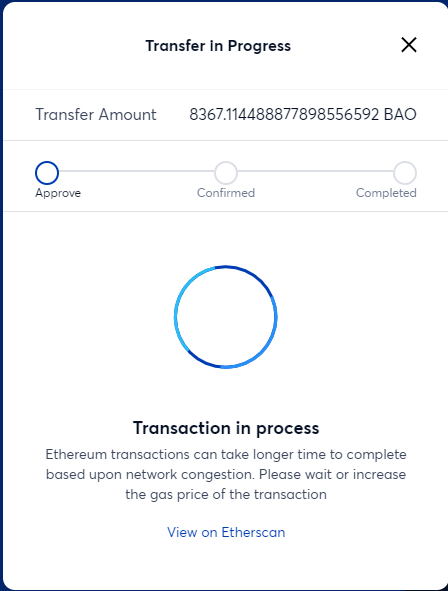 Transfer in Progress
Transfer Amount 8367.114488877898556592 BAO
Approve Confirmed Completed
Transaction in process
Ethereum transactions can take longer time to complete
based upon network congestion. Please wait or increase
the gas price of the transaction
View on Etherscan